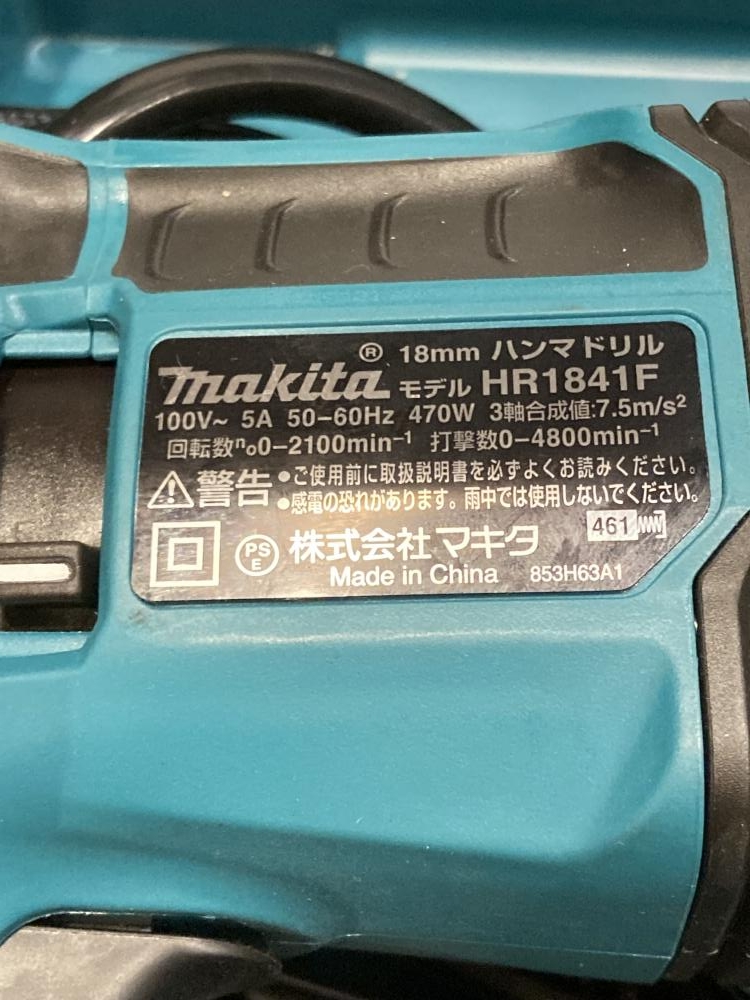 ® 18mm ハンマドリル
makita モデル HR1841F
100V~ 5A 50-60Hz 470W 3軸合成値:7.5m/s²
回転数n₀0-2100min⁻¹ 打撃数0-4800min⁻¹
警告 •ご使用前に取扱説明書を必ずよくお読みください。
•感電の恐れがあります。雨中では使用しないでください。
PS E 株式会社マキタ 461
Made in China 853H63A1